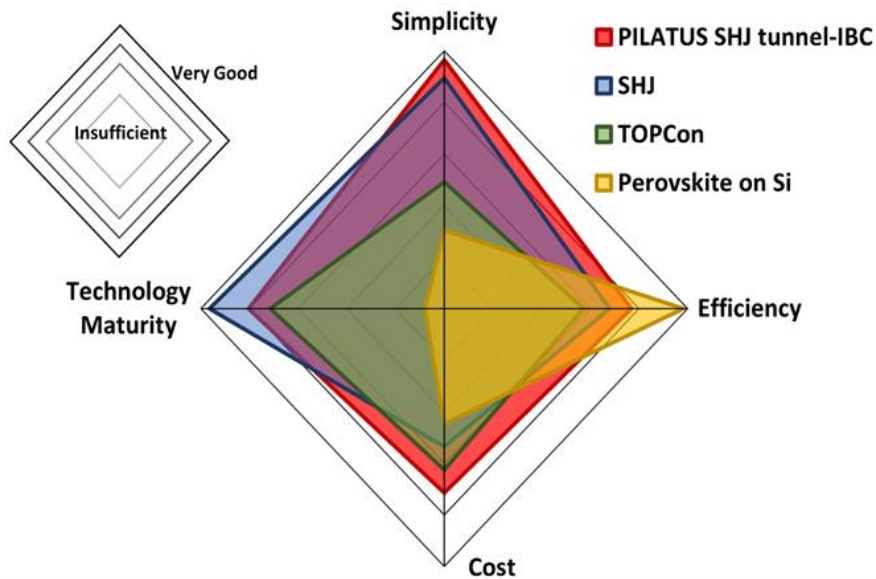 Simplicity
Very Good
Insufficient
PILATUS SHJ tunnel-IBC
SHJ
TOPCon
Perovskite on Si
Technology
Maturity
Efficiency
Cost